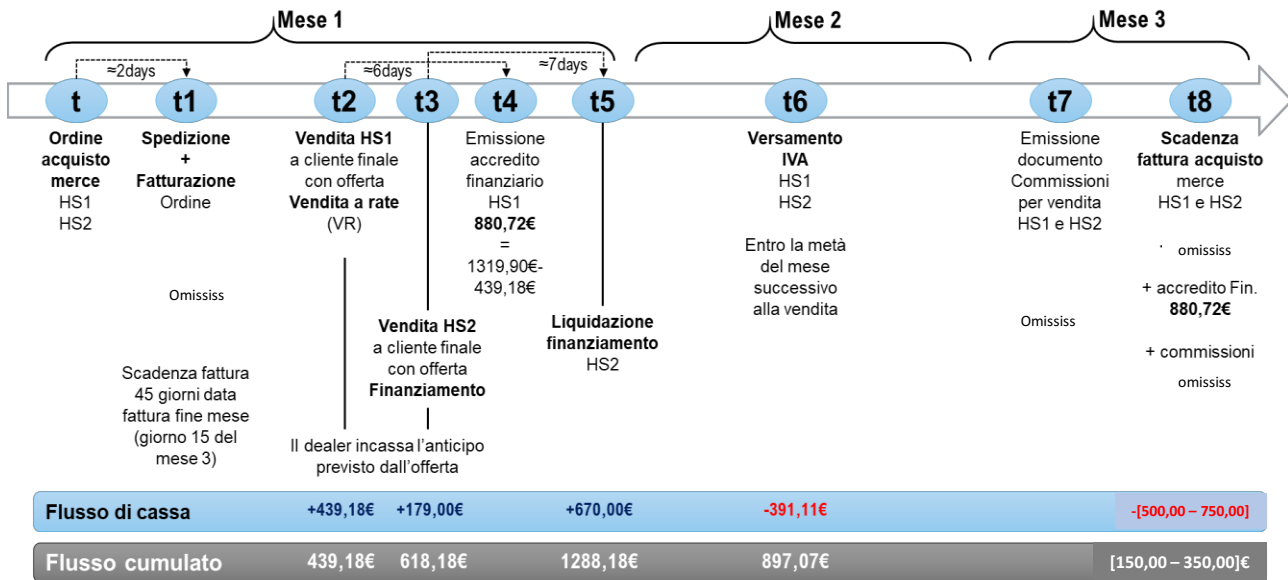 Mese 1
Mese 2
Mese 3
≈2days
≈6days
≈7days
t
t1
t2
t3
t4
t5
t6
t7
t8
Ordine
acquisto
merce
HS1
HS2
Spedizione
+
Fatturazione
Ordine
Omississ
Scadenza fattura
45 giorni data
fattura fine mese
(giorno 15 del
mese 3)
Vendita HS1
a cliente finale
con offerta
Vendita a rate
(VR)
Vendita HS2
a cliente finale
con offerta
Finanziamento
Il dealer incassa l'anticipo
previsto dall'offerta
Emissione
accredito
finanziario
HS1
880,72€
=
1319,90€-
439,18€
Liquidazione
finanziamento
HS2
Versamento
IVA
HS1
HS2
Entro la metà
del mese
successivo
alla vendita
Emissione
documento
Commissioni
per vendita
HS1 e HS2
Omississ
Scadenza
fattura acquisto
merce
HS1 e HS2
omississ
+ accredito Fin.
880,72€
+ commissioni
omississ
Flusso di cassa +439,18€ +179,00€ +670,00€ -391,11€ -[500,00 – 750,00]
Flusso cumulato 439,18€ 618,18€ 1288,18€ 897,07€ [150,00 – 350,00]€